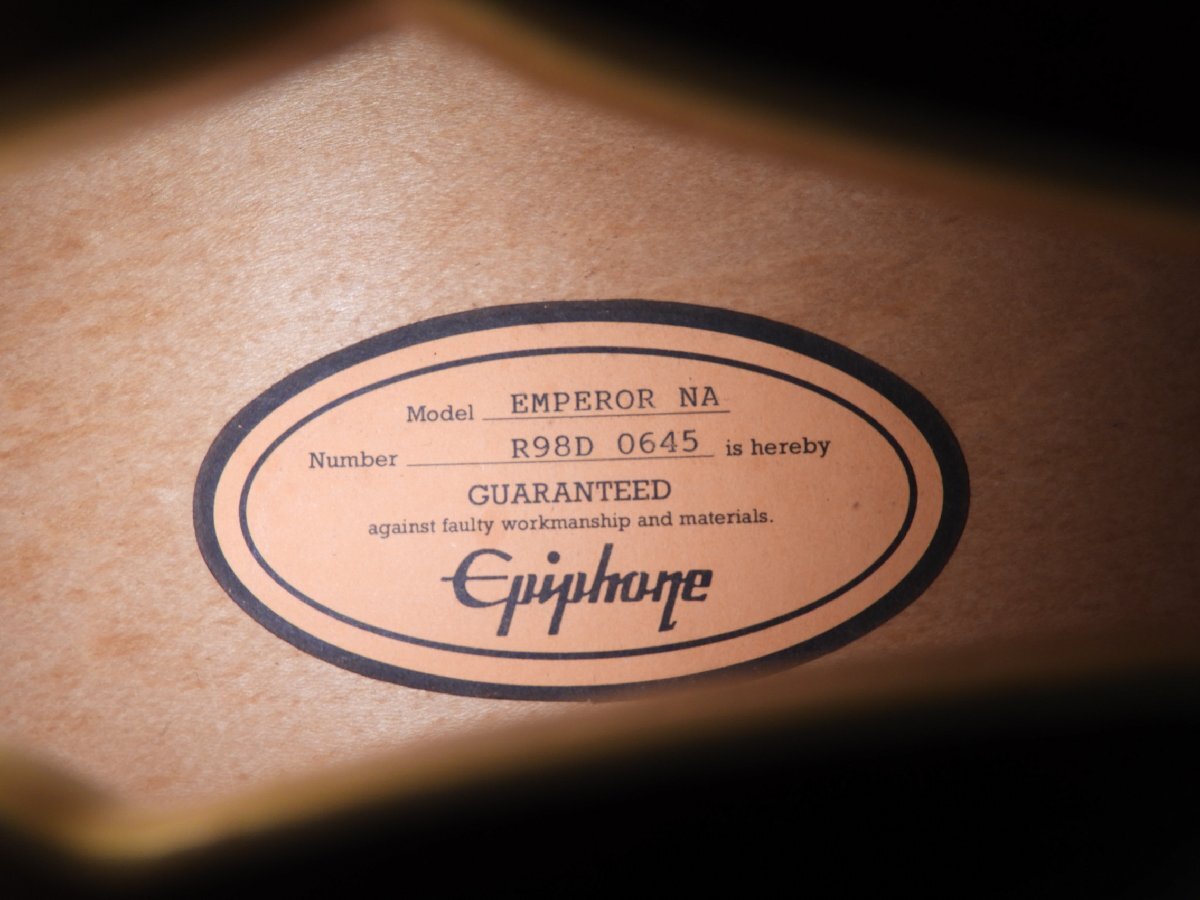 Model EMPEROR NA
Number R98D 0645 is hereby
GUARANTEED
against faulty workmanship and materials.
Epiphone